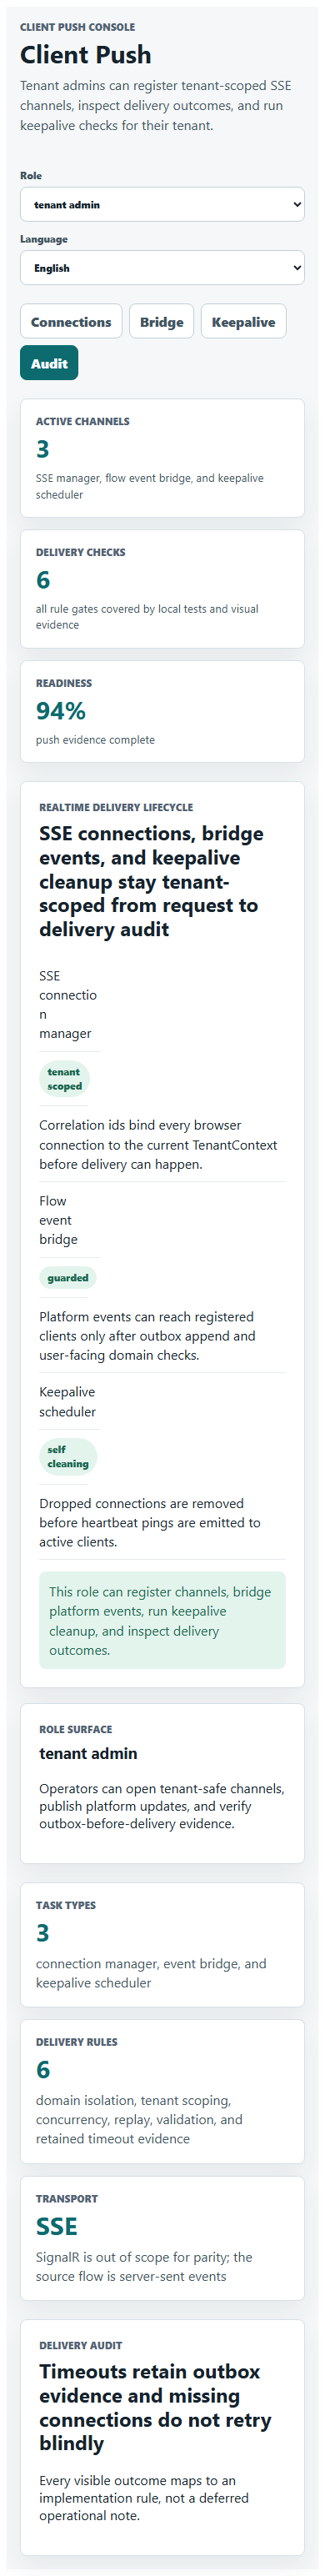 CLIENT PUSH CONSOLE
Client Push
Tenant admins can register tenant-scoped SSE
channels, inspect delivery outcomes, and run
keepalive checks for their tenant.
Role
tenant admin
Language
English
Connections Bridge Keepalive
Audit
ACTIVE CHANNELS
3
SSE manager, flow event bridge, and keepalive
scheduler
DELIVERY CHECKS
6
all rule gates covered by local tests and visual
evidence
READINESS
94%
push evidence complete
REALTIME DELIVERY LIFECYCLE
SSE connections, bridge
events, and keepalive
cleanup stay tenant-
scoped from request to
delivery audit
SSE
connectio
n
manager
tenant
scoped
Correlation ids bind every browser
connection to the current TenantContext
before delivery can happen.
Flow
event
bridge
guarded
Platform events can reach registered
clients only after outbox append and
user-facing domain checks.
Keepalive
scheduler
self
cleaning
Dropped connections are removed
before heartbeat pings are emitted to
active clients.
This role can register channels, bridge
platform events, run keepalive
cleanup, and inspect delivery
outcomes.
ROLE SURFACE
tenant admin
Operators can open tenant-safe channels,
publish platform updates, and verify
outbox-before-delivery evidence.
TASK TYPES
3
connection manager, event bridge, and
keepalive scheduler
DELIVERY RULES
6
domain isolation, tenant scoping,
concurrency, replay, validation, and
retained timeout evidence
TRANSPORT
SSE
SignalR is out of scope for parity; the
source flow is server-sent events
DELIVERY AUDIT
Timeouts retain outbox
evidence and missing
connections do not retry
blindly
Every visible outcome maps to an
implementation rule, not a deferred
operational note.